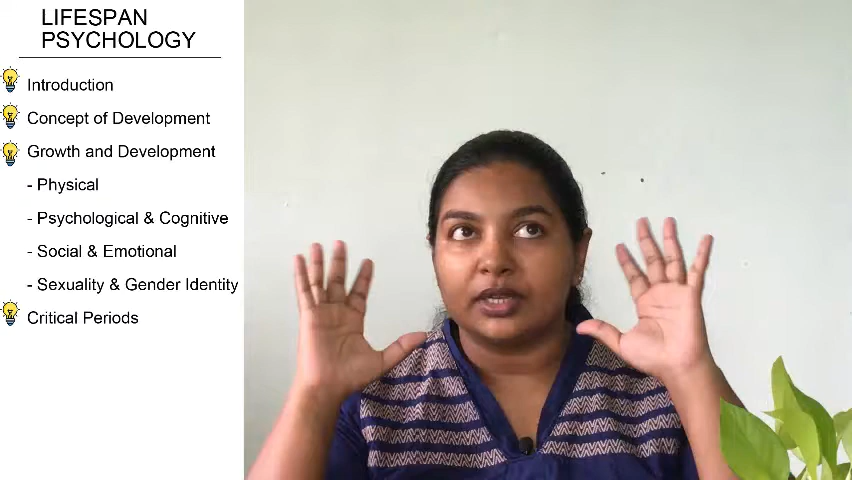 LIFESPAN
PSYCHOLOGY
Introduction
Concept of Development
Growth and Development
- Physical
- Psychological & Cognitive
- Social & Emotional
- Sexuality & Gender Identity
Critical Periods